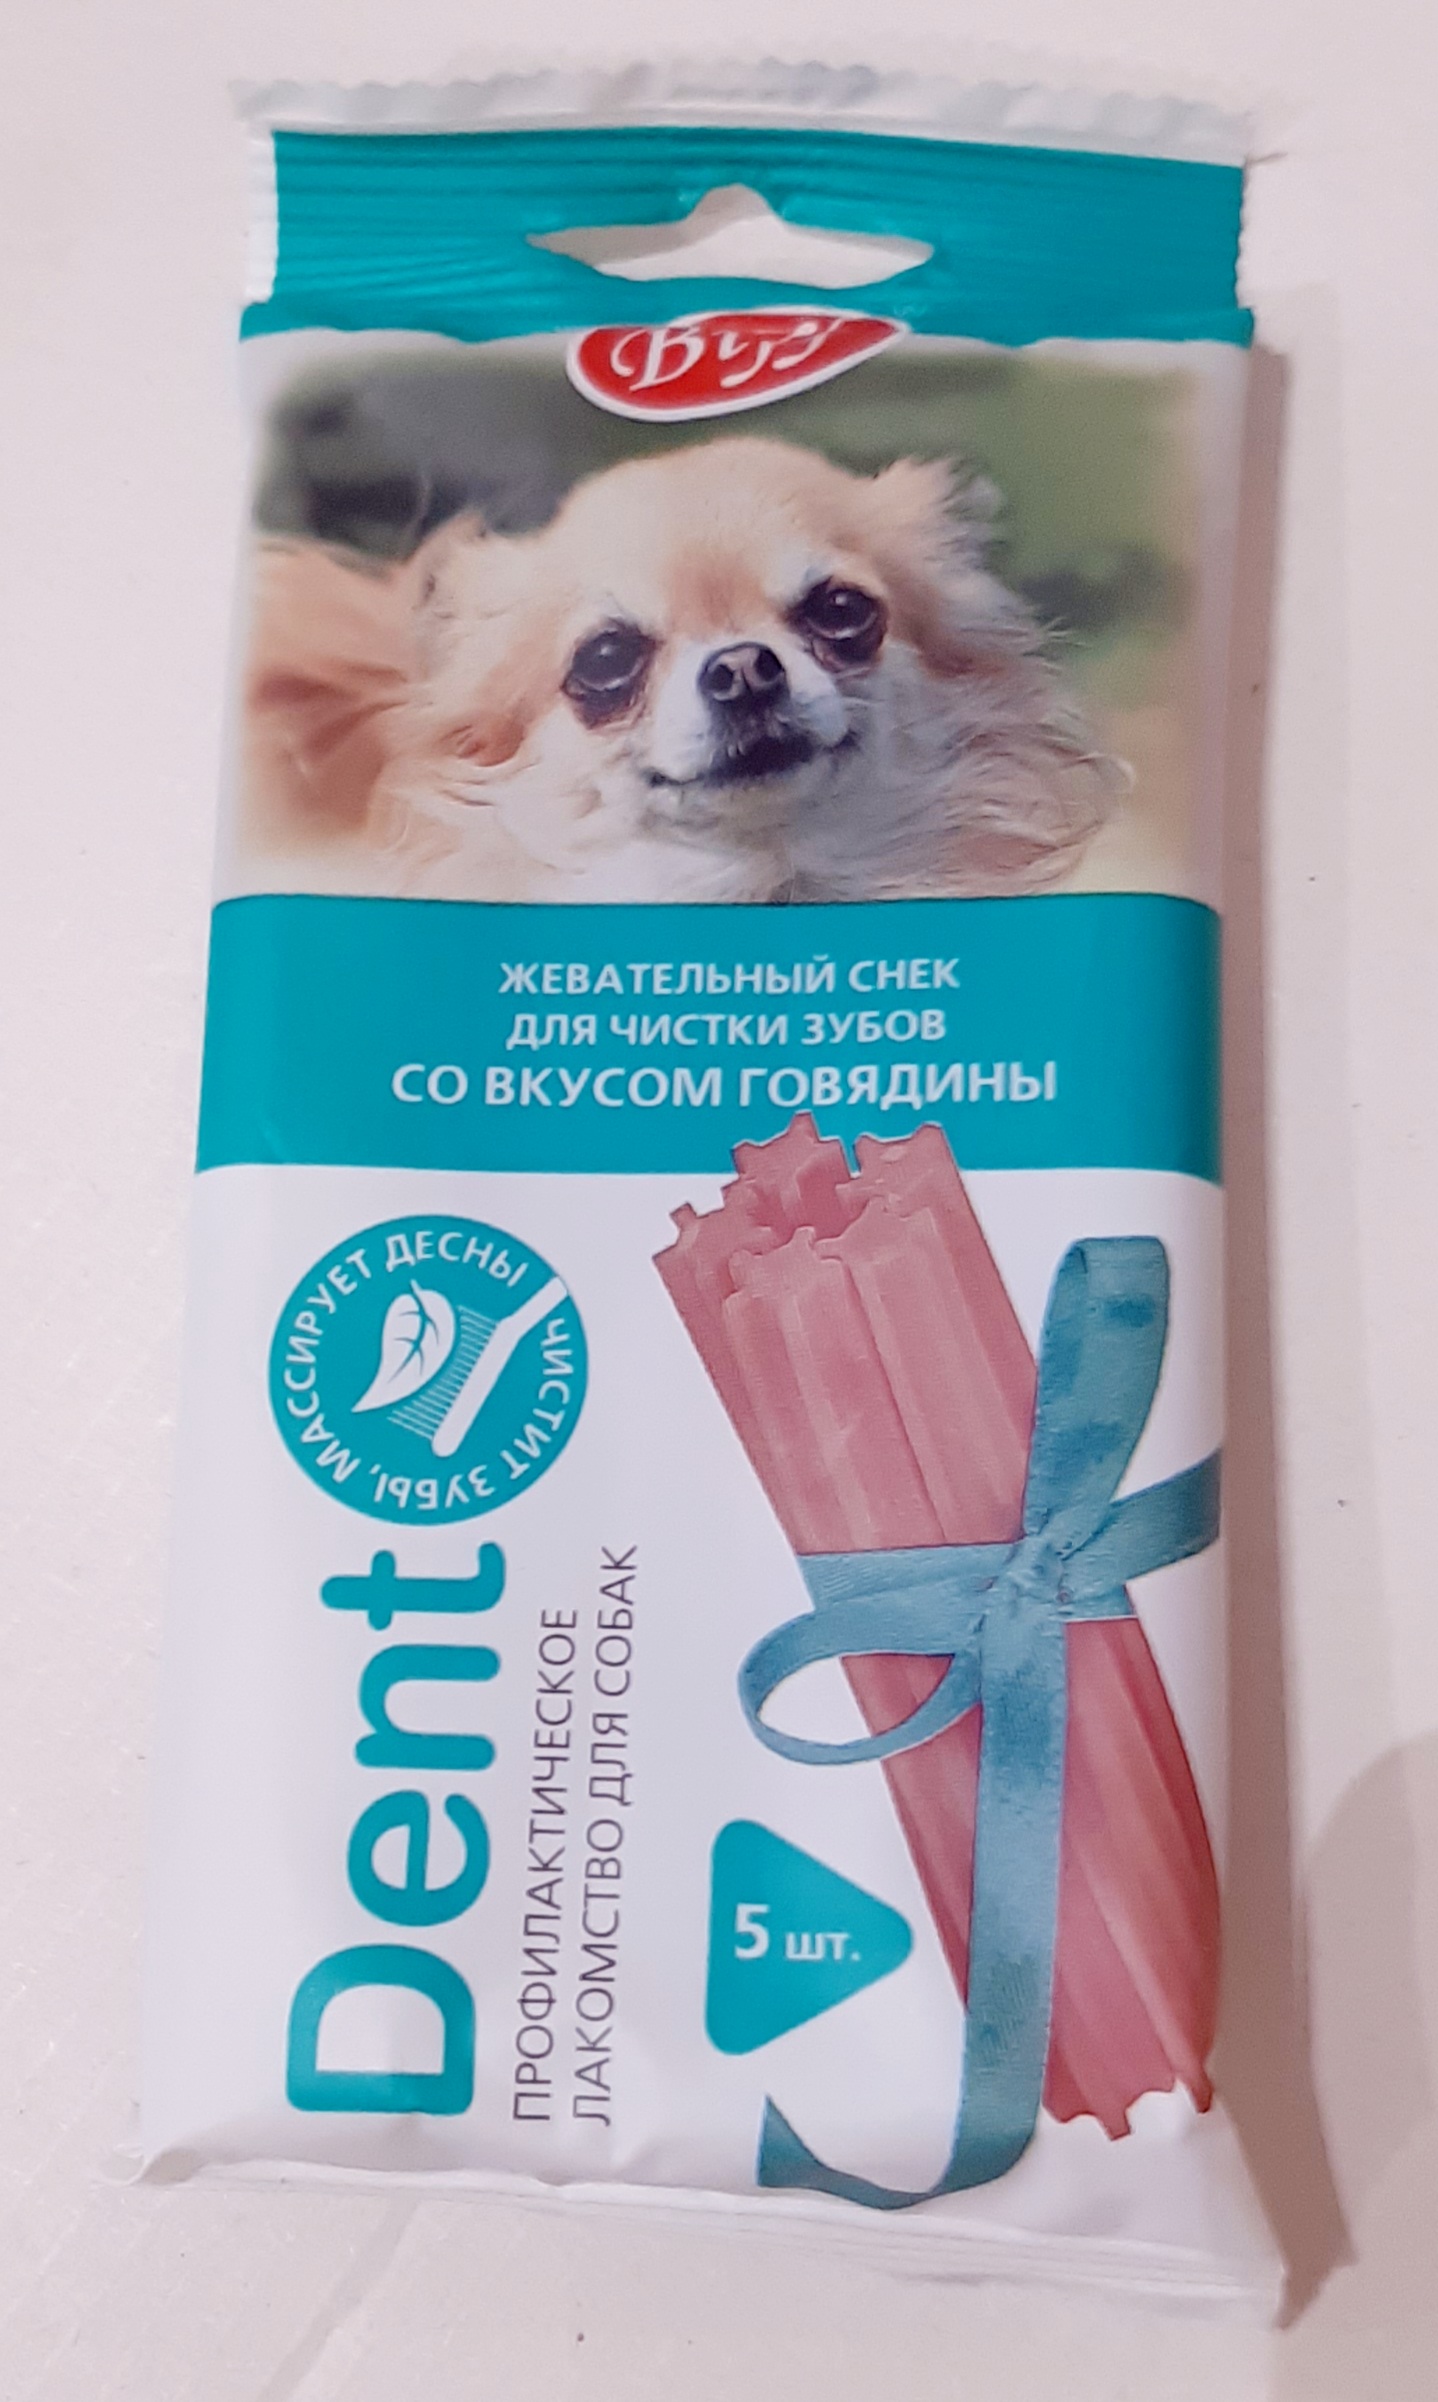 Biff
ЖЕВАТЕЛЬНЫЙ СНЕК
ДЛЯ ЧИСТКИ ЗУБОВ
СО ВКУСОМ ГОВЯДИНЫ
ЧИСТИТ ЗУБЫ, МАССИРУЕТ ДЕСНЫ
Dent
ПРОФИЛАКТИЧЕСКОЕ
ЛАКОМСТВО ДЛЯ СОБАК
5 шт.